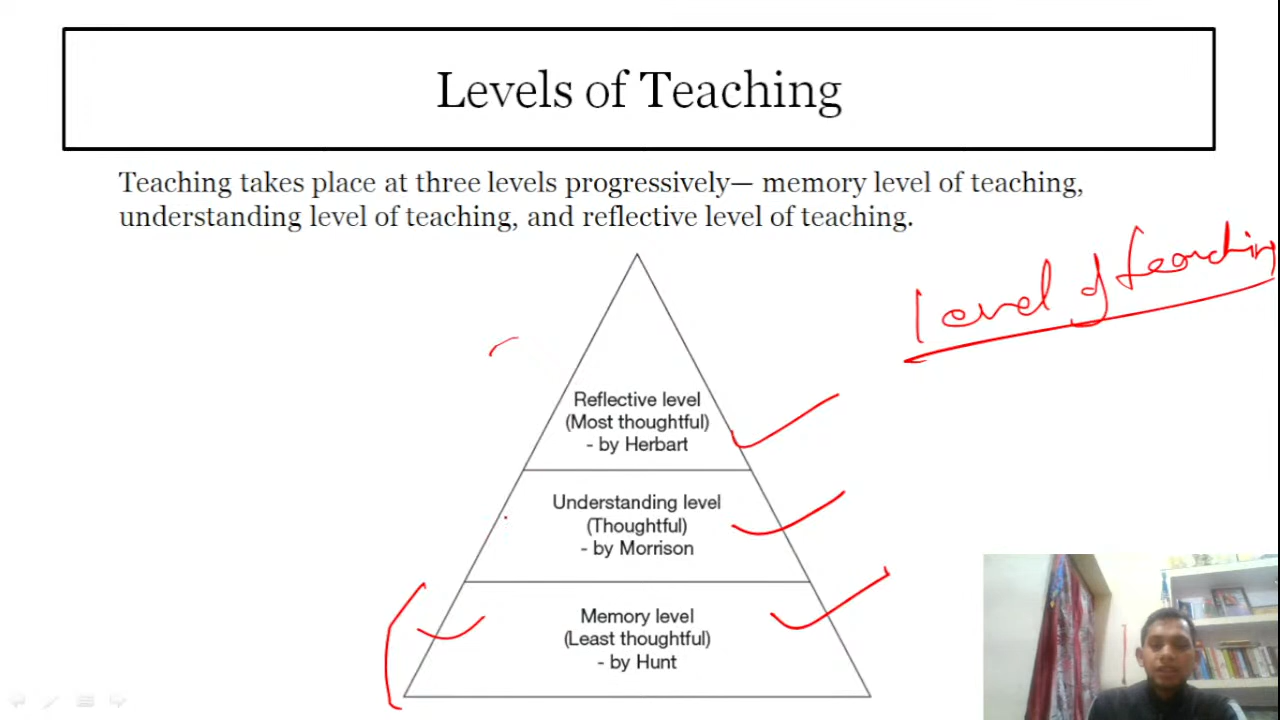 Levels of Teaching
Teaching takes place at three levels progressively— memory level of teaching,
understanding level of teaching, and reflective level of teaching.
Level of teaching
Reflective level
(Most thoughtful)
- by Herbart
Understanding level
(Thoughtful)
- by Morrison
Memory level
(Least thoughtful)
- by Hunt